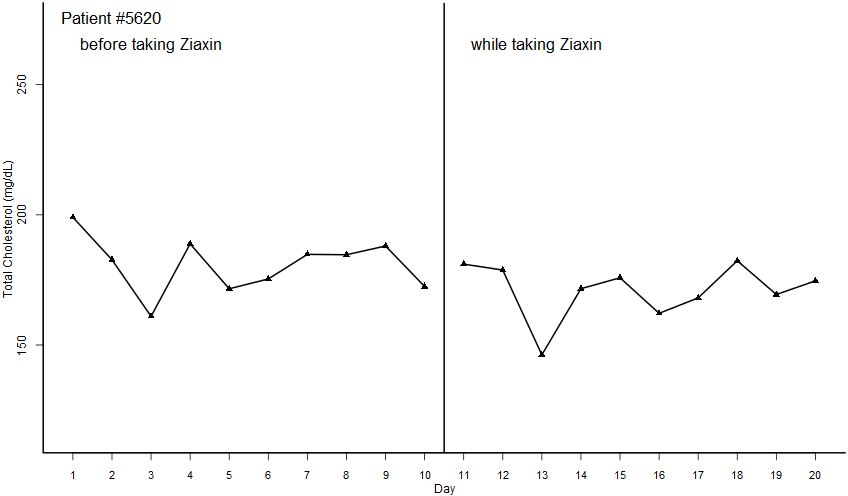 Patient #5620
before taking Ziaxin
while taking Ziaxin
Total Cholesterol (mg/dL)
250
200
150
1 2 3 4 5 6 7 8 9 10 11 12 13 14 15 16 17 18 19 20
Day